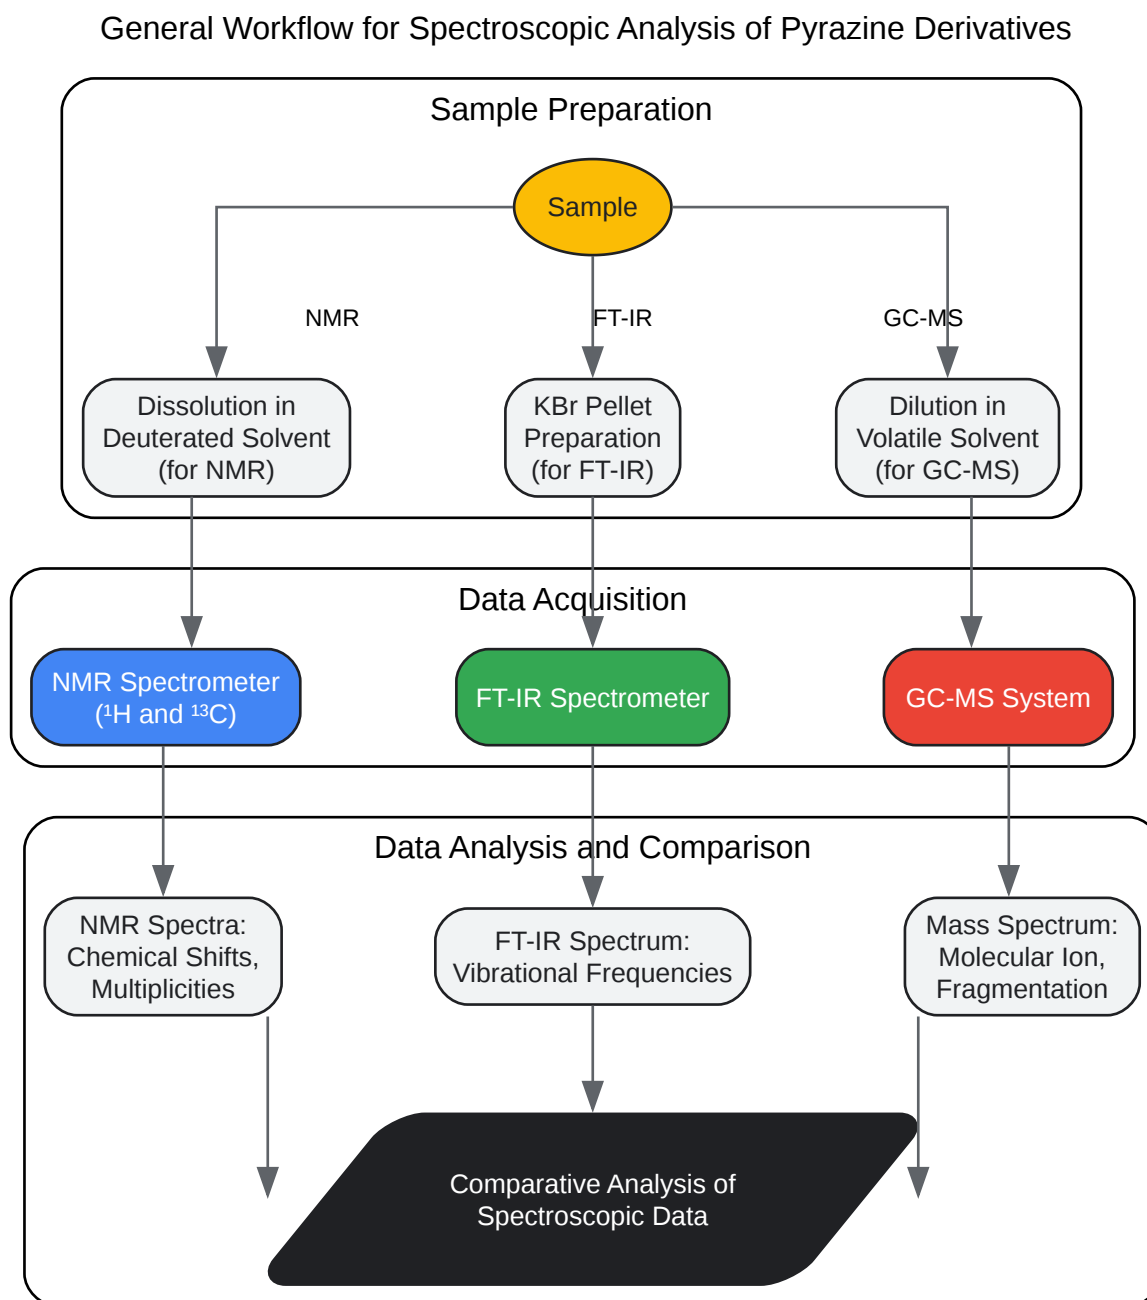 General Workflow for Spectroscopic Analysis of Pyrazine Derivatives
Sample Preparation
Sample
NMR
FT-IR
GC-MS
Dissolution in
Deuterated Solvent
(for NMR)
KBr Pellet
Preparation
(for FT-IR)
Dilution in
Volatile Solvent
(for GC-MS)
Data Acquisition
NMR Spectrometer
(¹H and ¹³C)
FT-IR Spectrometer
GC-MS System
Data Analysis and Comparison
NMR Spectra:
Chemical Shifts,
Multiplicities
FT-IR Spectrum:
Vibrational Frequencies
Mass Spectrum:
Molecular Ion,
Fragmentation
Comparative Analysis of
Spectroscopic Data